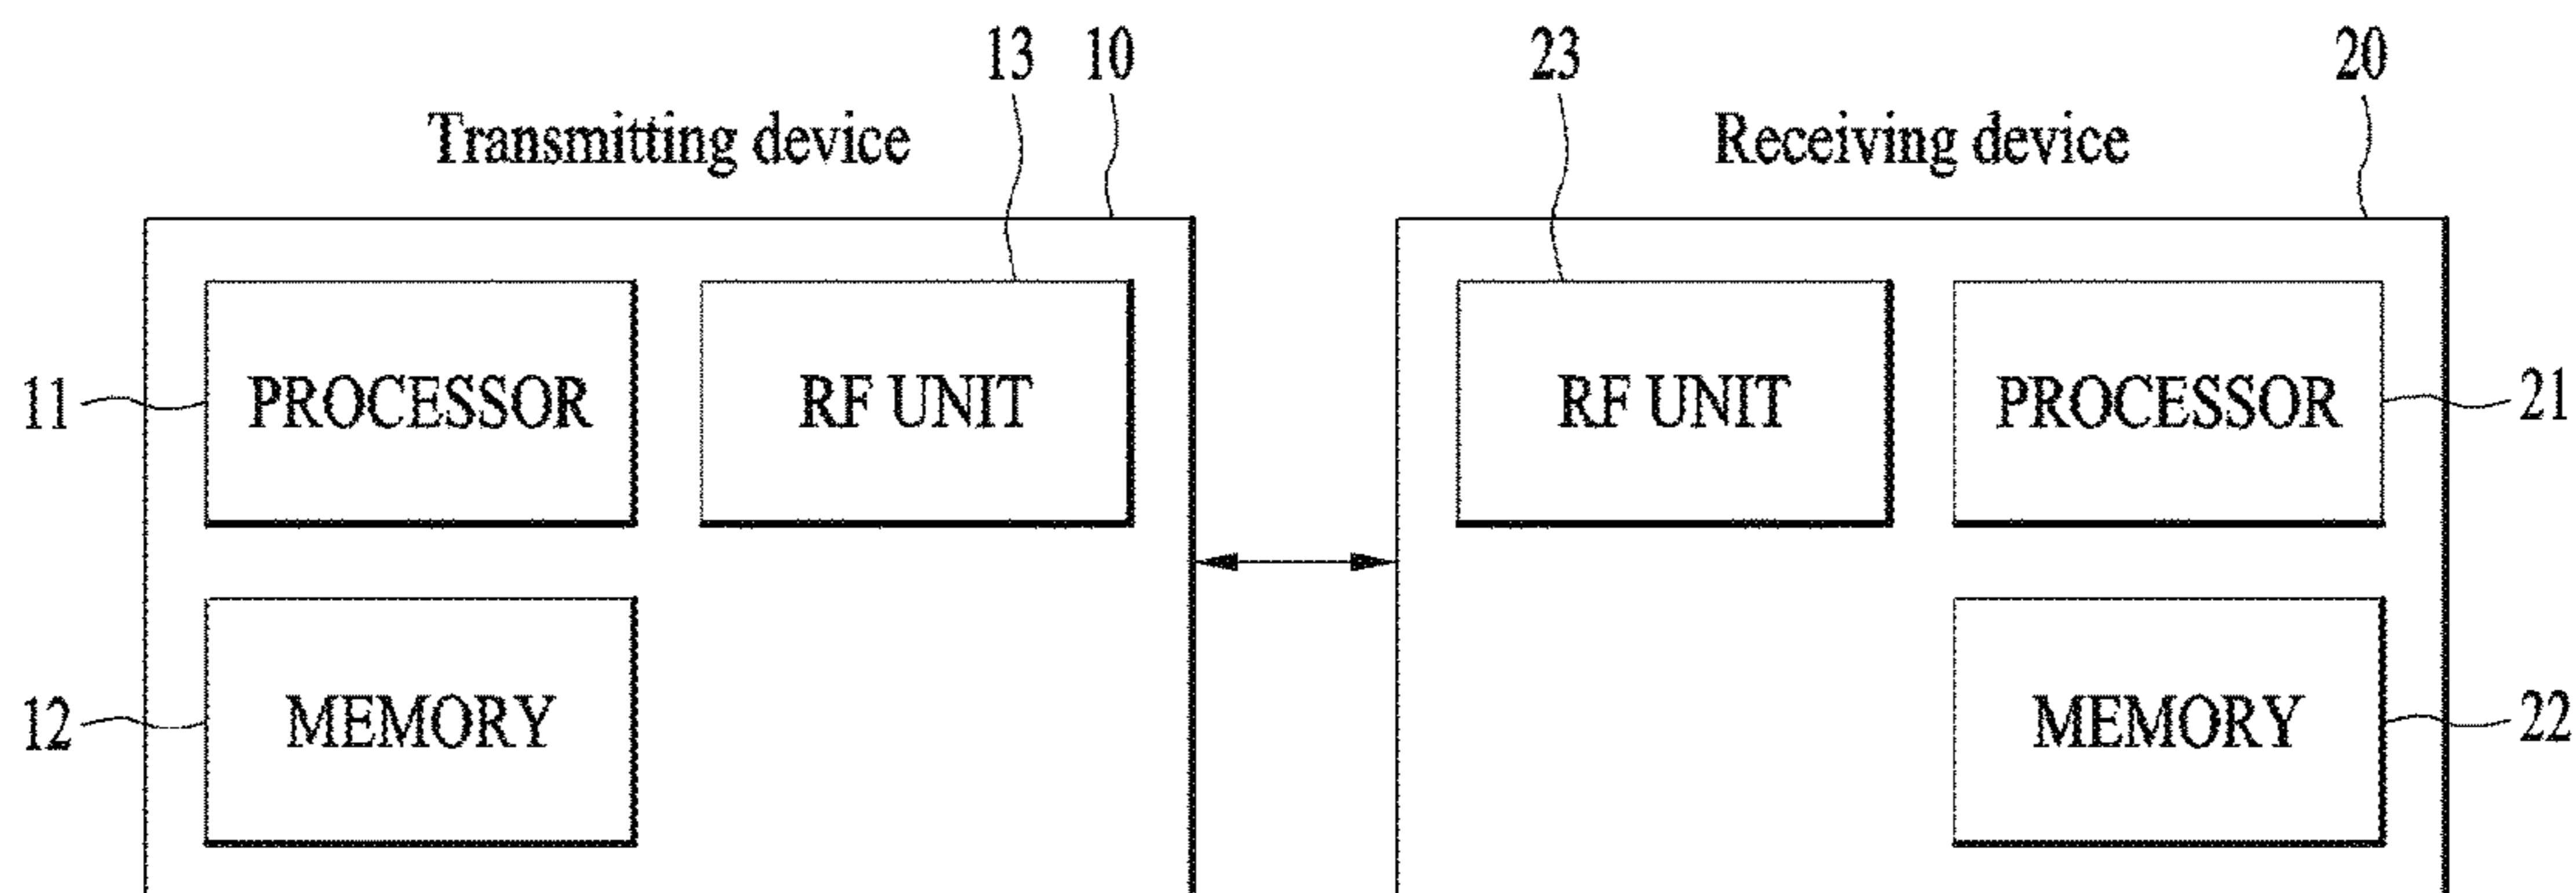 13 10 23 20
Transmitting device Receiving device
11 PROCESSOR RF UNIT RF UNIT PROCESSOR 21
12 MEMORY MEMORY 22